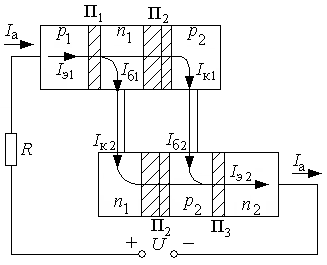 П1 П2
Iа p1 n1 p2
Iэ1 Iб1 Iк1
Iк2 Iб2
R Iэ2 Iа
n1 p2 n2
П2 П3
+ U −